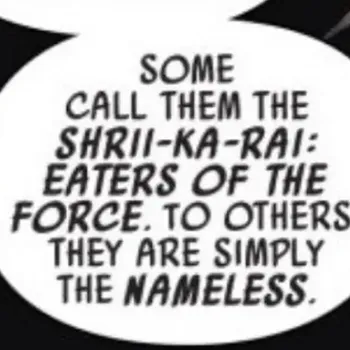 SOME
CALL THEM THE
SHRII-KA-RAI:
EATERS OF THE
FORCE. TO OTHERS
THEY ARE SIMPLY
THE NAMELESS.